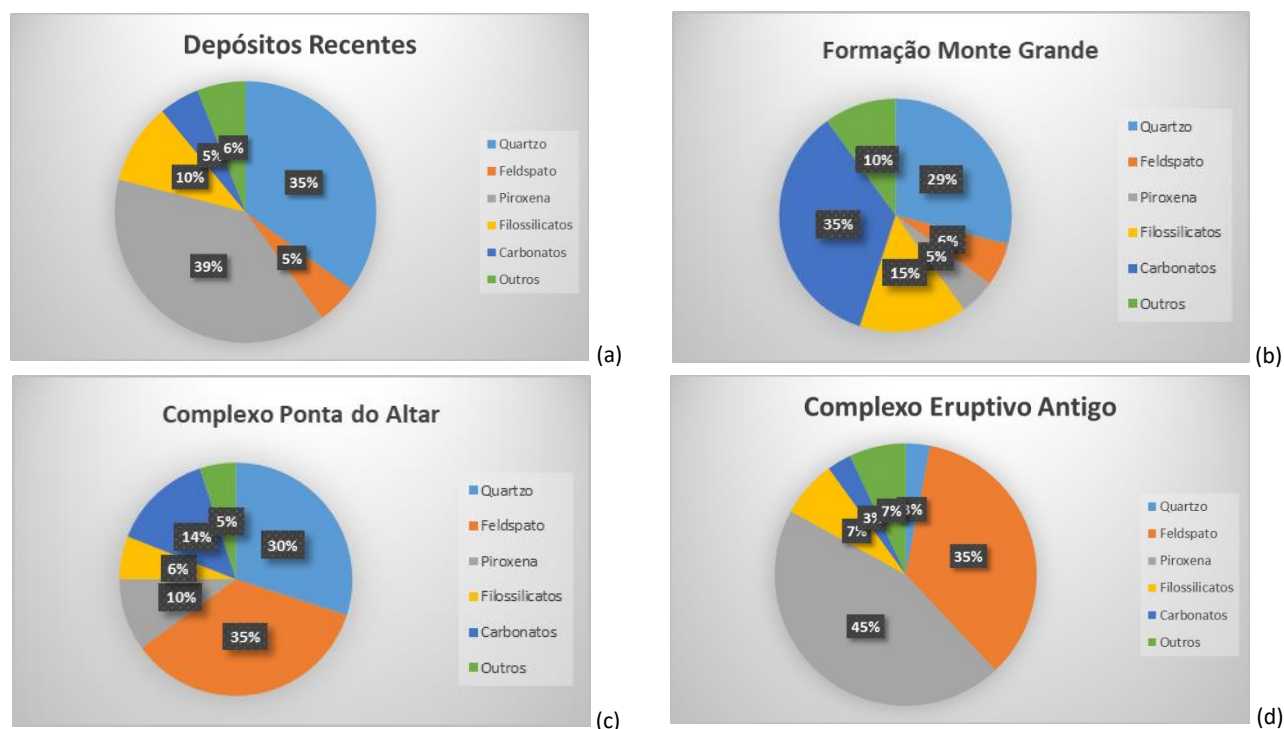 Depósitos Recentes
35%
5%
39%
10%
5%
6%
Quartzo
Feldspato
Piroxena
Filossilicatos
Carbonatos
Outros
(a)
Formação Monte Grande
29%
6%
5%
15%
35%
10%
Quartzo
Feldspato
Piroxena
Filossilicatos
Carbonatos
Outros
(b)
Complexo Ponta do Altar
30%
35%
10%
6%
14%
5%
Quartzo
Feldspato
Piroxena
Filossilicatos
Carbonatos
Outros
(c)
Complexo Eruptivo Antigo
3%
35%
45%
7%
3%
7%
Quartzo
Feldspato
Piroxena
Filossilicatos
Carbonatos
Outros
(d)